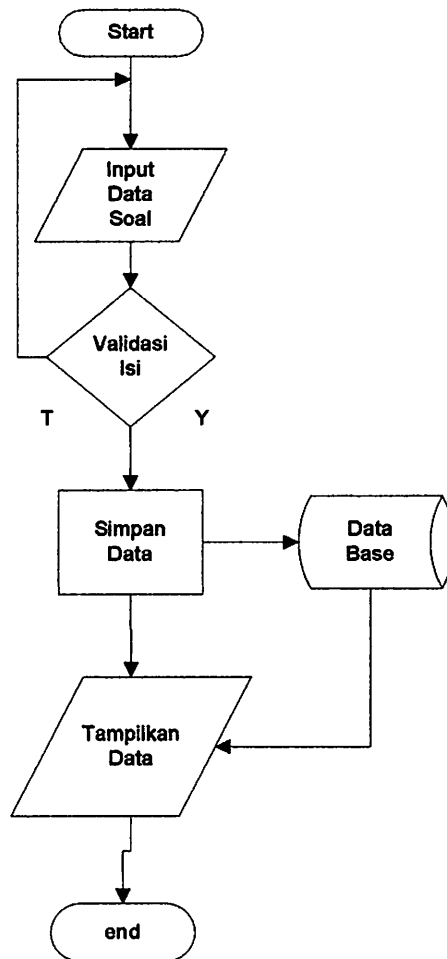 Start
Input
Data
Soal
Validasi
Isi
T
Y
Simpan
Data
Data
Base
Tampilkan
Data
end